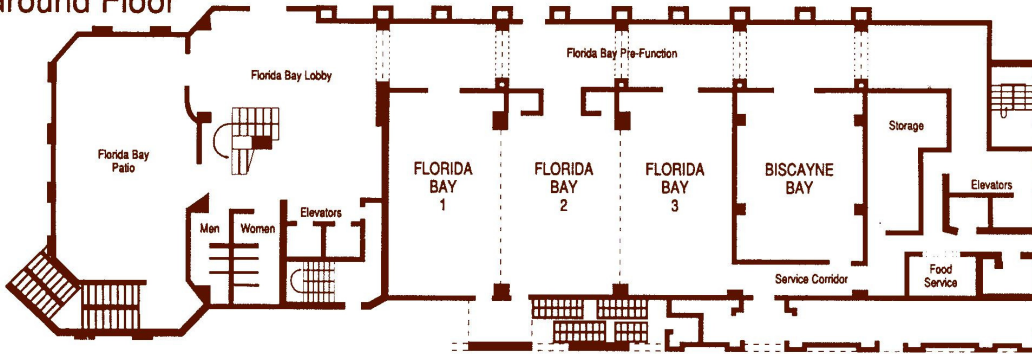 Ground Floor
Florida Bay Pre-Function
Florida Bay Lobby
Storage
Florida Bay
Patio
FLORIDA
BAY
1
FLORIDA
BAY
2
FLORIDA
BAY
3
BISCAYNE
BAY
Elevators
Men
Women
Elevators
Service Corridor
Food
Service